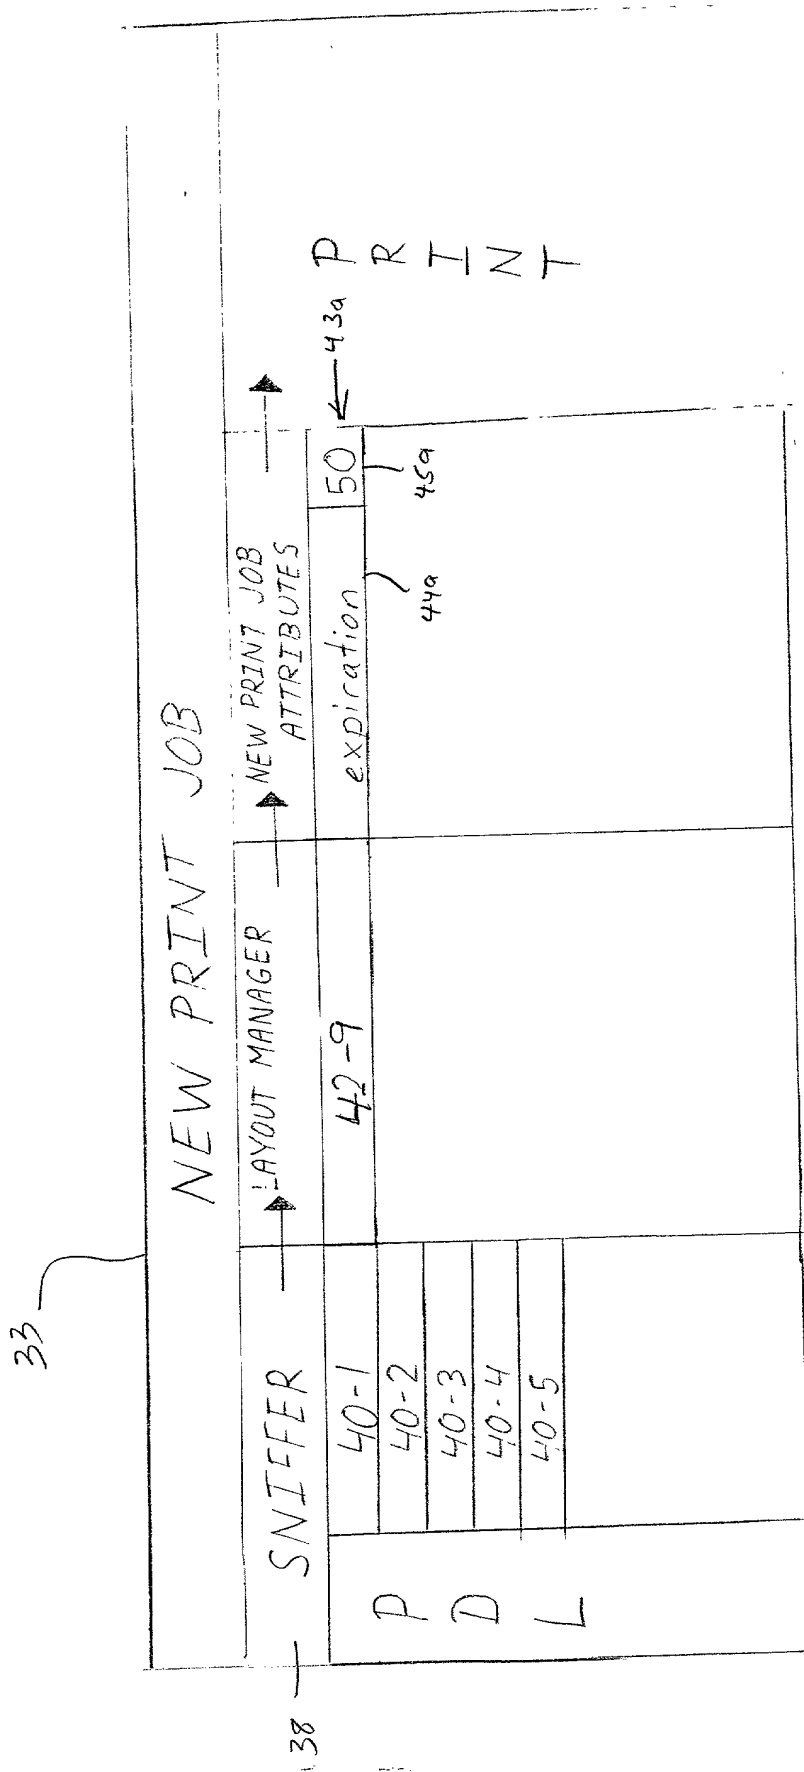 33
NEW PRINT JOB
38
SNIFFER
LAYOUT MANAGER
NEW PRINT JOB
ATTRIBUTES
40-1
40-2
40-3
40-4
40-5
42-9
expiration
50
43a
44a
45a
P
D
L
P
R
I
N
T